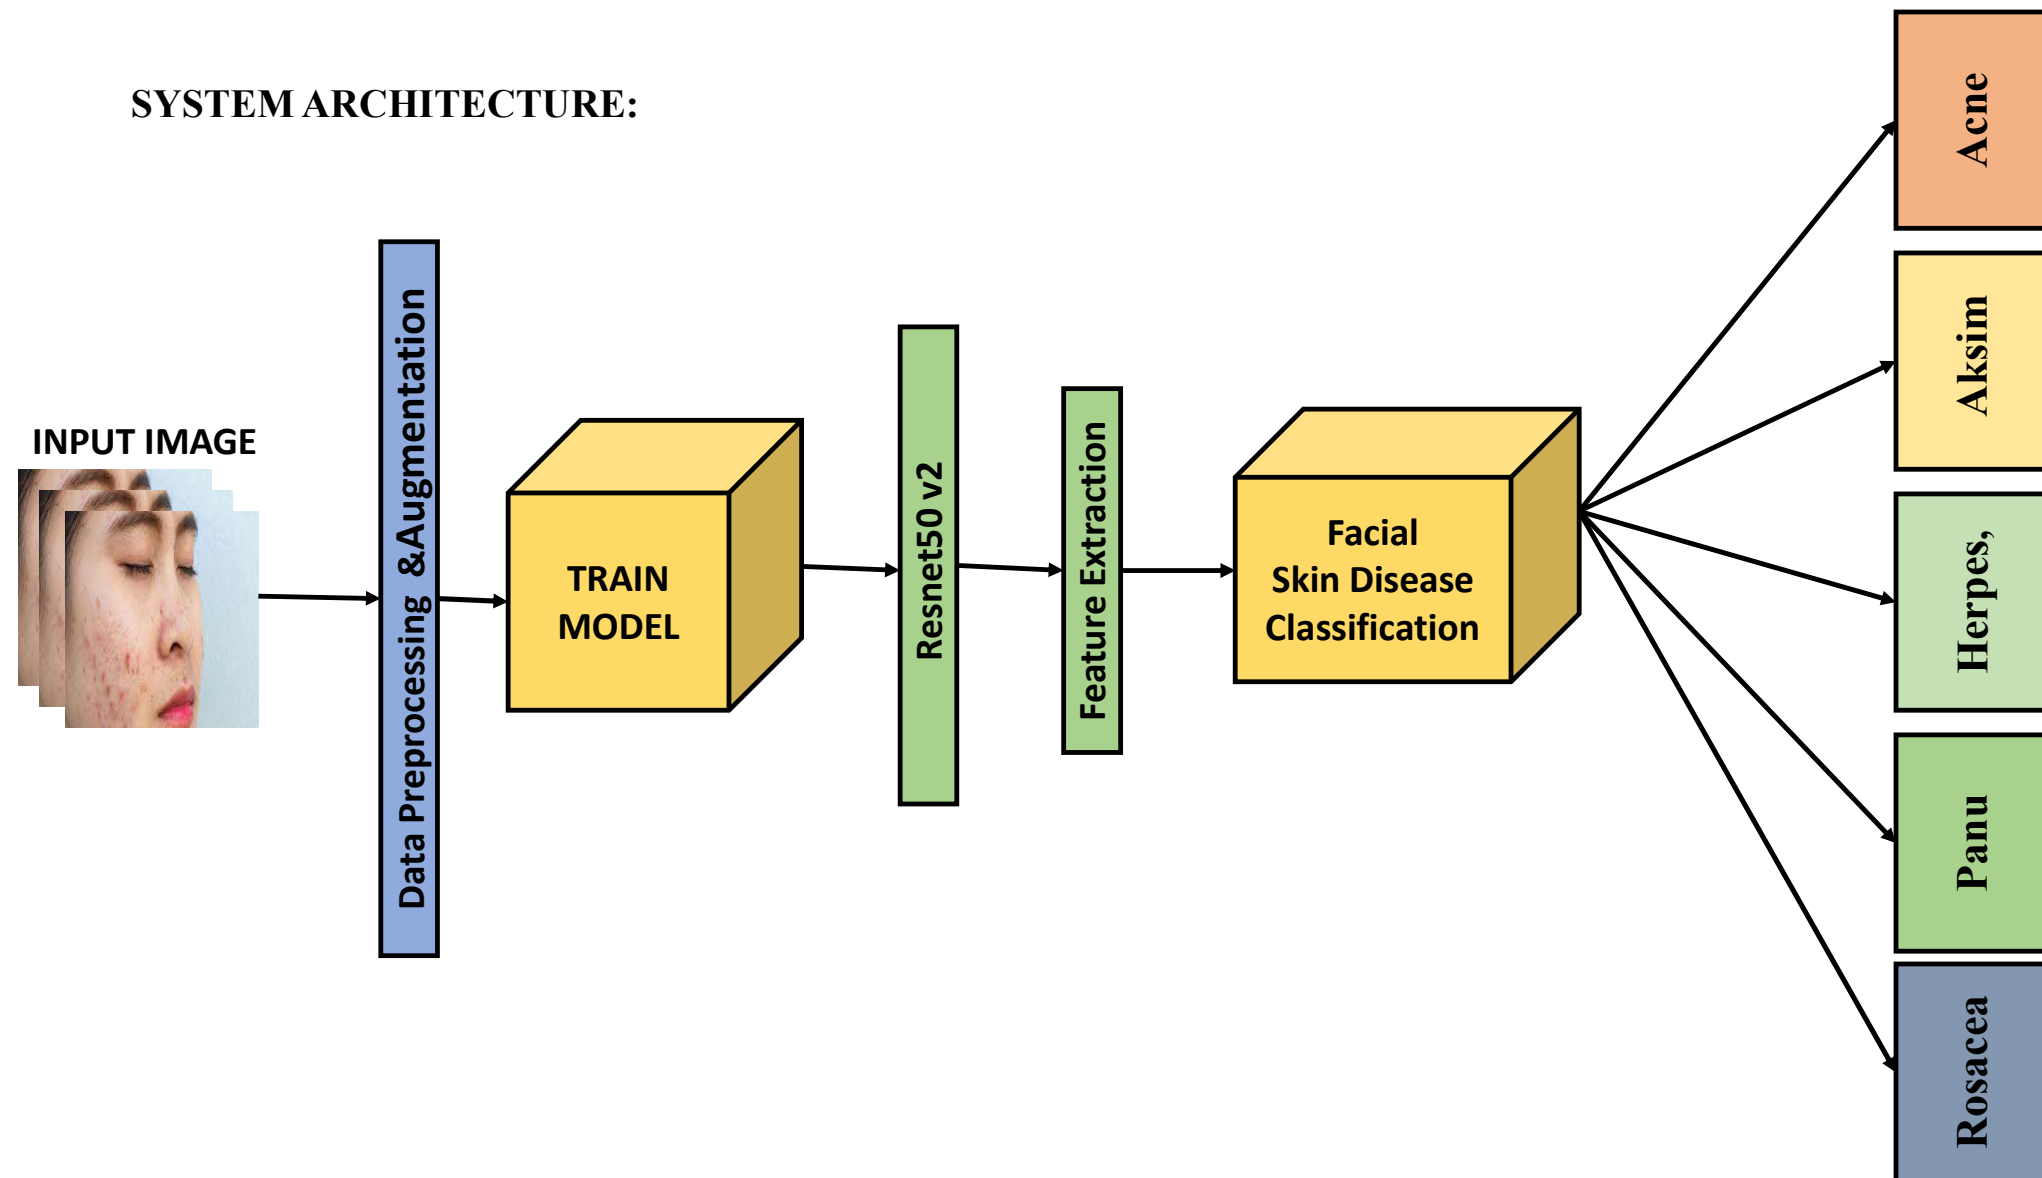 SYSTEM ARCHITECTURE:
INPUT IMAGE
Data Preprocessing &Augmentation
TRAIN
MODEL
Resnet50 v2
Feature Extraction
Facial
Skin Disease
Classification
Acne
Aksim
Herpes,
Panu
Rosacea